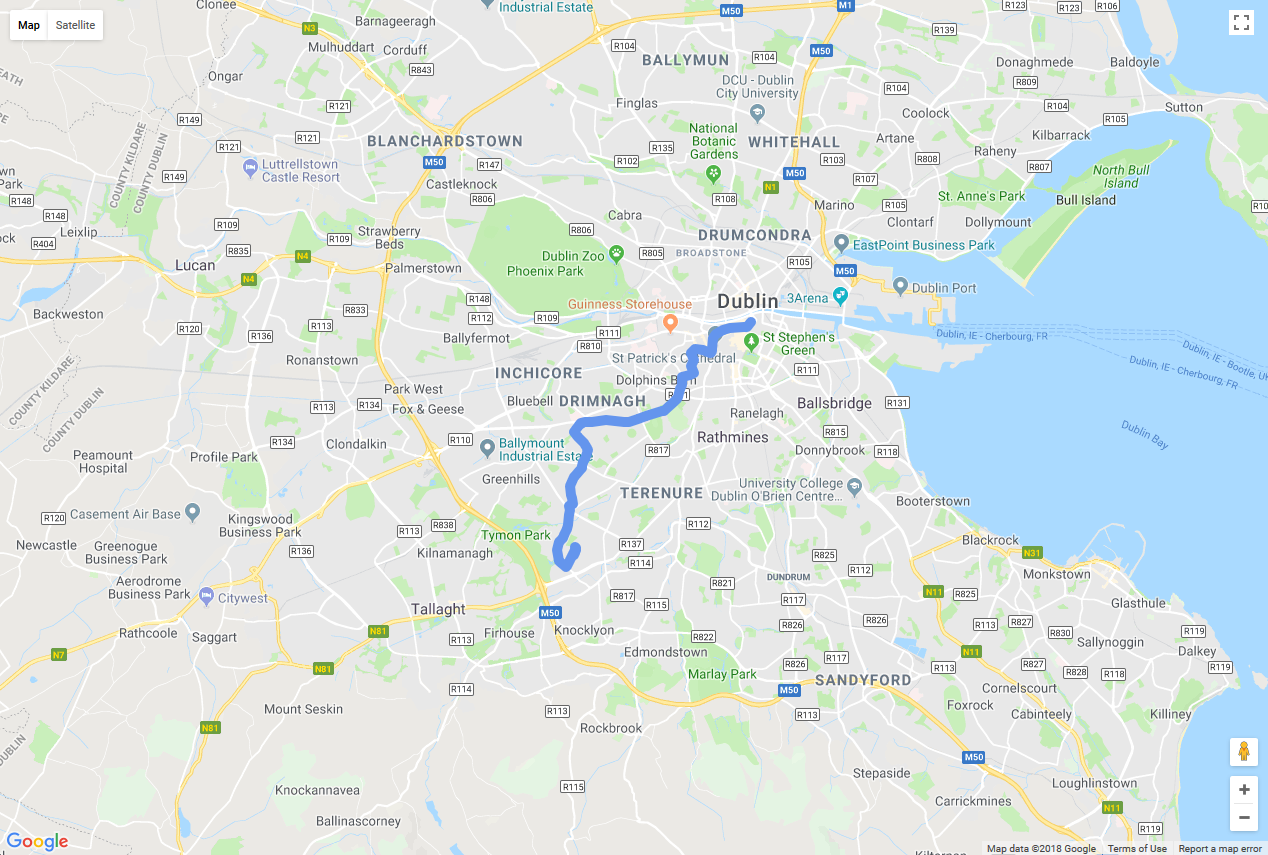 Map
Satellite
Clonee
Barnageeragh
Industrial Estate
M50
M1
R123
R123
R106
N3
Mulhuddart
Corduff
R104
R139
BALLYMUN
R104
M50
Donaghmede
Baldoyle
Ongar
R843
DCU - Dublin
City University
R809
R104
R121
Finglas
R104
Coolock
Sutton
R149
R121
R121
BLANCHARDSTOWN
National
Botanic
Gardens
WHITEHALL
Artane
Kilbarrack
R105
COUNTY KILDARE
COUNTY DUBLIN
R135
R102
M50
R147
R103
R808
Raheny
R807
Luttrellstown
Castle Resort
R149
Castleknock
R806
M50
N1
R107
North Bull
Island
R148
R148
R108
Marino
R105
St. Anne's Park
Bull Island
Cabra
Clontarf
Dollymount
R109
Strawberry
Beds
R806
DRUMCONDRA
R404
Leixlip
R835
R109
N4
Dublin Zoo
R805
BROADSTONE
EastPoint Business Park
Lucan
Palmerstown
Phoenix Park
R105
M50
N4
Dublin Port
R148
Guinness Storehouse
Dublin
3Arena
Backweston
R833
R112
R109
R120
R113
R136
Ballyfermot
R111
R810
St Stephen's
Green
Dublin, IE - Cherbourg, FR
Dublin, IE - Bootle, UK
Ronanstown
St Patrick's Cathedral
R111
Dublin, IE - Cherbourg, FR
COUNTY KILDARE
COUNTY DUBLIN
INCHICORE
Park West
Bluebell
DRIMNAGH
Ballsbridge
R131
R113
R134
Fox & Geese
Ranelagh
Dublin Bay
R134
Clondalkin
R110
Ballymount
Industrial Estate
R817
Rathmines
R815
Donnybrook
R118
Peamount
Hospital
Profile Park
Greenhills
University College
Dublin O'Brien Centre...
TERENURE
Booterstown
R120
Casement Air Base
Kingswood
Business Park
R113
R838
Tymon Park
R112
Newcastle
Greenogue
Business Park
R136
Kilnamanagh
R137
R114
R825
Blackrock
N31
R112
Monkstown
Aerodrome
Business Park
Citywest
DUNDRUM
R821
N11
R825
Glasthule
Tallaght
M50
R817
R115
R117
R826
R826
R113
R827
R830
R119
Rathcoole
Saggart
N81
R113
Firhouse
Knocklyon
R822
Sallynoggin
Dalkey
N7
Edmondstown
R826
R117
N11
R113
R827
R828
R118
R119
N81
Marlay Park
SANDYFORD
R114
M50
Cornelscourt
Mount Seskin
R113
R113
Foxrock
Cabinteely
Killiney
N81
Rockbrook
M50
Stepaside
Loughlinstown
Knockannavea
R115
Carrickmines
N11
Ballinascorney
R119
Google
Map data ©2018 Google
Terms of Use
Report a map error